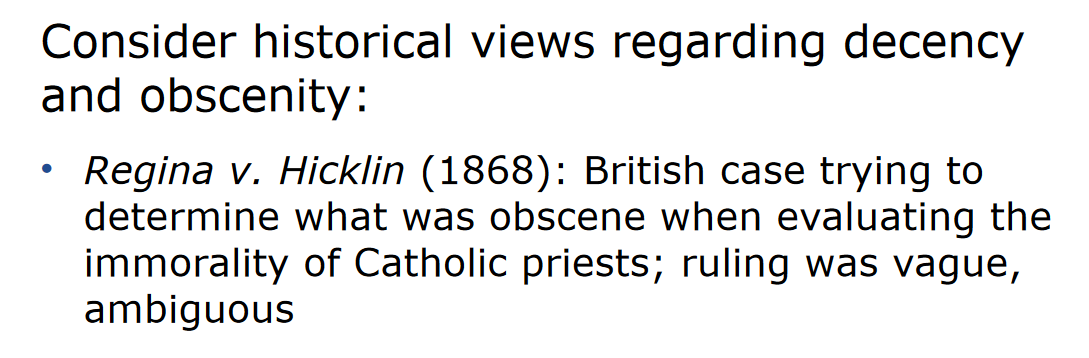 Consider historical views regarding decency
and obscenity:
• Regina v. Hicklin (1868): British case trying to
determine what was obscene when evaluating the
immorality of Catholic priests; ruling was vague,
ambiguous